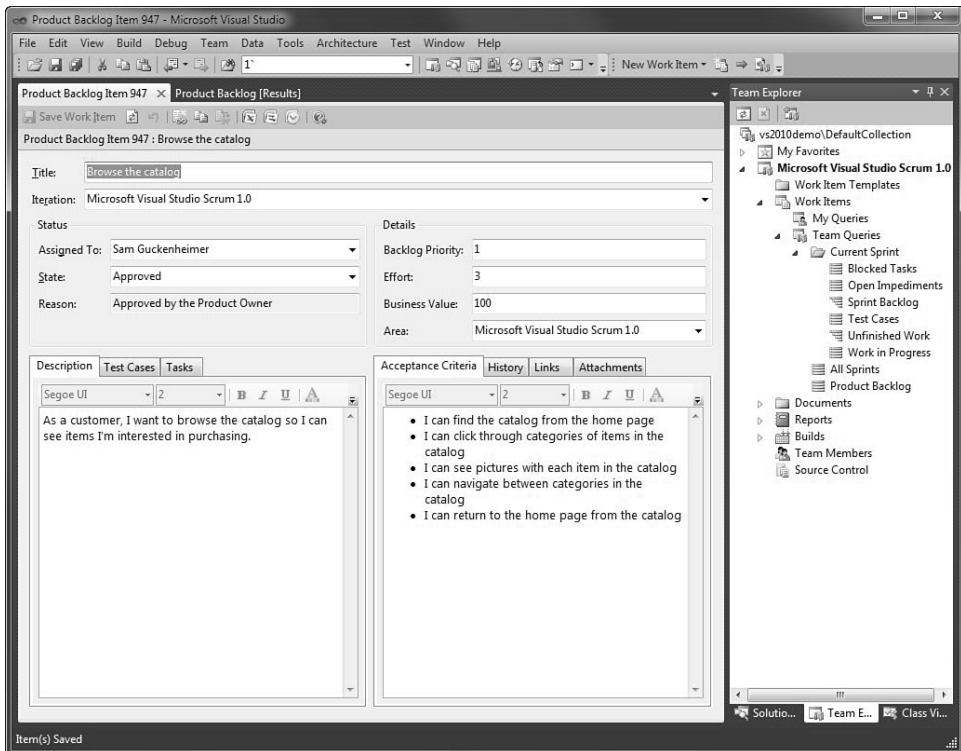 Product Backlog Item 947 - Microsoft Visual Studio
File Edit View Build Debug Team Data Tools Architecture Test Window Help
1`
New Work Item
Product Backlog Item 947 Product Backlog [Results]
Save Work Item
Product Backlog Item 947 : Browse the catalog
Title: Browse the catalog
Iteration: Microsoft Visual Studio Scrum 1.0
Status
Assigned To: Sam Guckenheimer
State: Approved
Reason: Approved by the Product Owner
Details
Backlog Priority: 1
Effort: 3
Business Value: 100
Area: Microsoft Visual Studio Scrum 1.0
Description Test Cases Tasks
Segoe UI 2 B I U A
As a customer, I want to browse the catalog so I can
see items I'm interested in purchasing.
Acceptance Criteria History Links Attachments
Segoe UI 2 B I U A
• I can find the catalog from the home page
• I can click through categories of items in the
catalog
• I can see pictures with each item in the catalog
• I can navigate between categories in the
catalog
• I can return to the home page from the catalog
Team Explorer
vs2010demo\DefaultCollection
My Favorites
Microsoft Visual Studio Scrum 1.0
Work Item Templates
Work Items
My Queries
Team Queries
Current Sprint
Blocked Tasks
Open Impediments
Sprint Backlog
Test Cases
Unfinished Work
Work in Progress
All Sprints
Product Backlog
Documents
Reports
Builds
Team Members
Source Control
Solutio... Team E... Class Vi...
Item(s) Saved